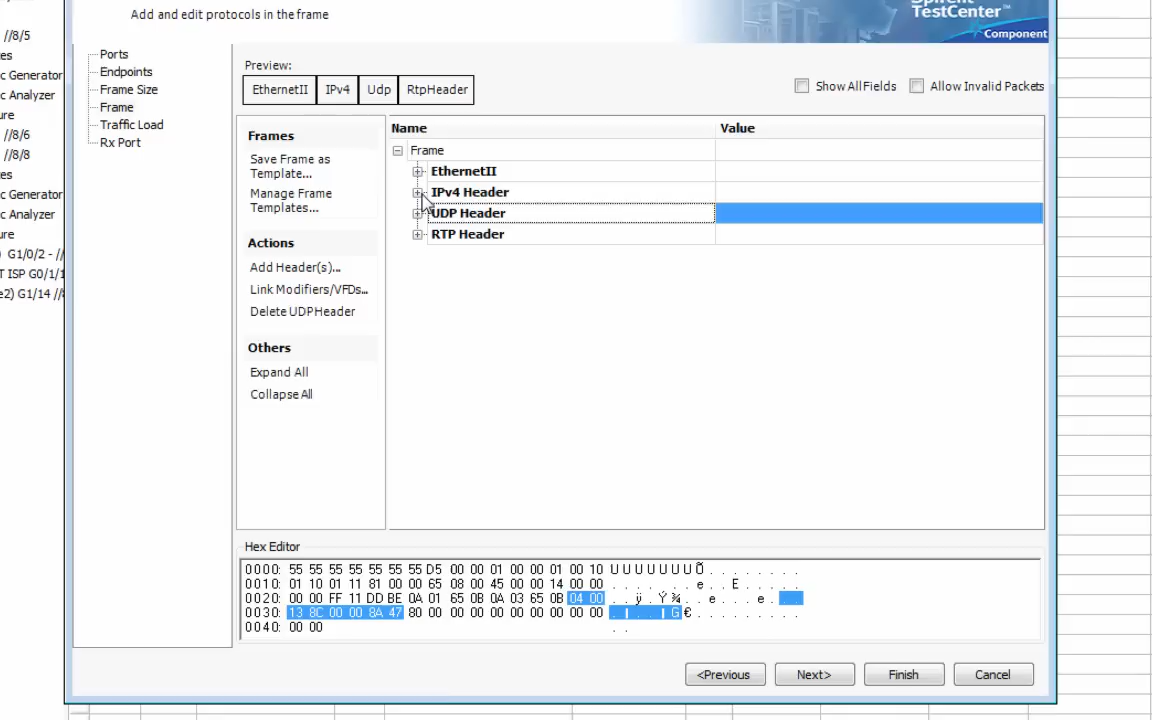 Spirent
Add and edit protocols in the frame
TestCenter™
Component
//8/5
es
c Generator
c Analyzer
ure
//8/6
//8/8
es
c Generator
c Analyzer
ure
) G1/0/2 - //
T ISP G0/1/1
e2) G1/14 //8
Ports
Endpoints
Frame Size
Frame
Traffic Load
Rx Port
Preview:
EthernetII IPv4 Udp RtpHeader
Show All Fields Allow Invalid Packets
Frames
Save Frame as
Template...
Manage Frame
Templates...
Actions
Add Header(s)...
Link Modifiers/VFDs...
Delete UDPHeader
Others
Expand All
Collapse All
Name Value
Frame
EthernetII
IPv4 Header
UDP Header
RTP Header
Hex Editor
0000: 55 55 55 55 55 55 55 D5 00 00 01 00 00 01 00 10 U U U U U U U Õ . . . . . . . .
0010: 01 10 01 11 81 00 00 65 08 00 45 00 00 14 00 00 . . . . . . . e . . E . . . . .
0020: 00 00 FF 11 DD BE 0A 01 65 0B 0A 03 65 0B 04 00 . . ÿ . Ý ¾ . . e . . . e . . .
0030: 13 8C 00 00 8A 47 80 00 00 00 00 00 00 00 00 00 . | . . | G € . . . . . . . . .
0040: 00 00 . .
<Previous Next> Finish Cancel